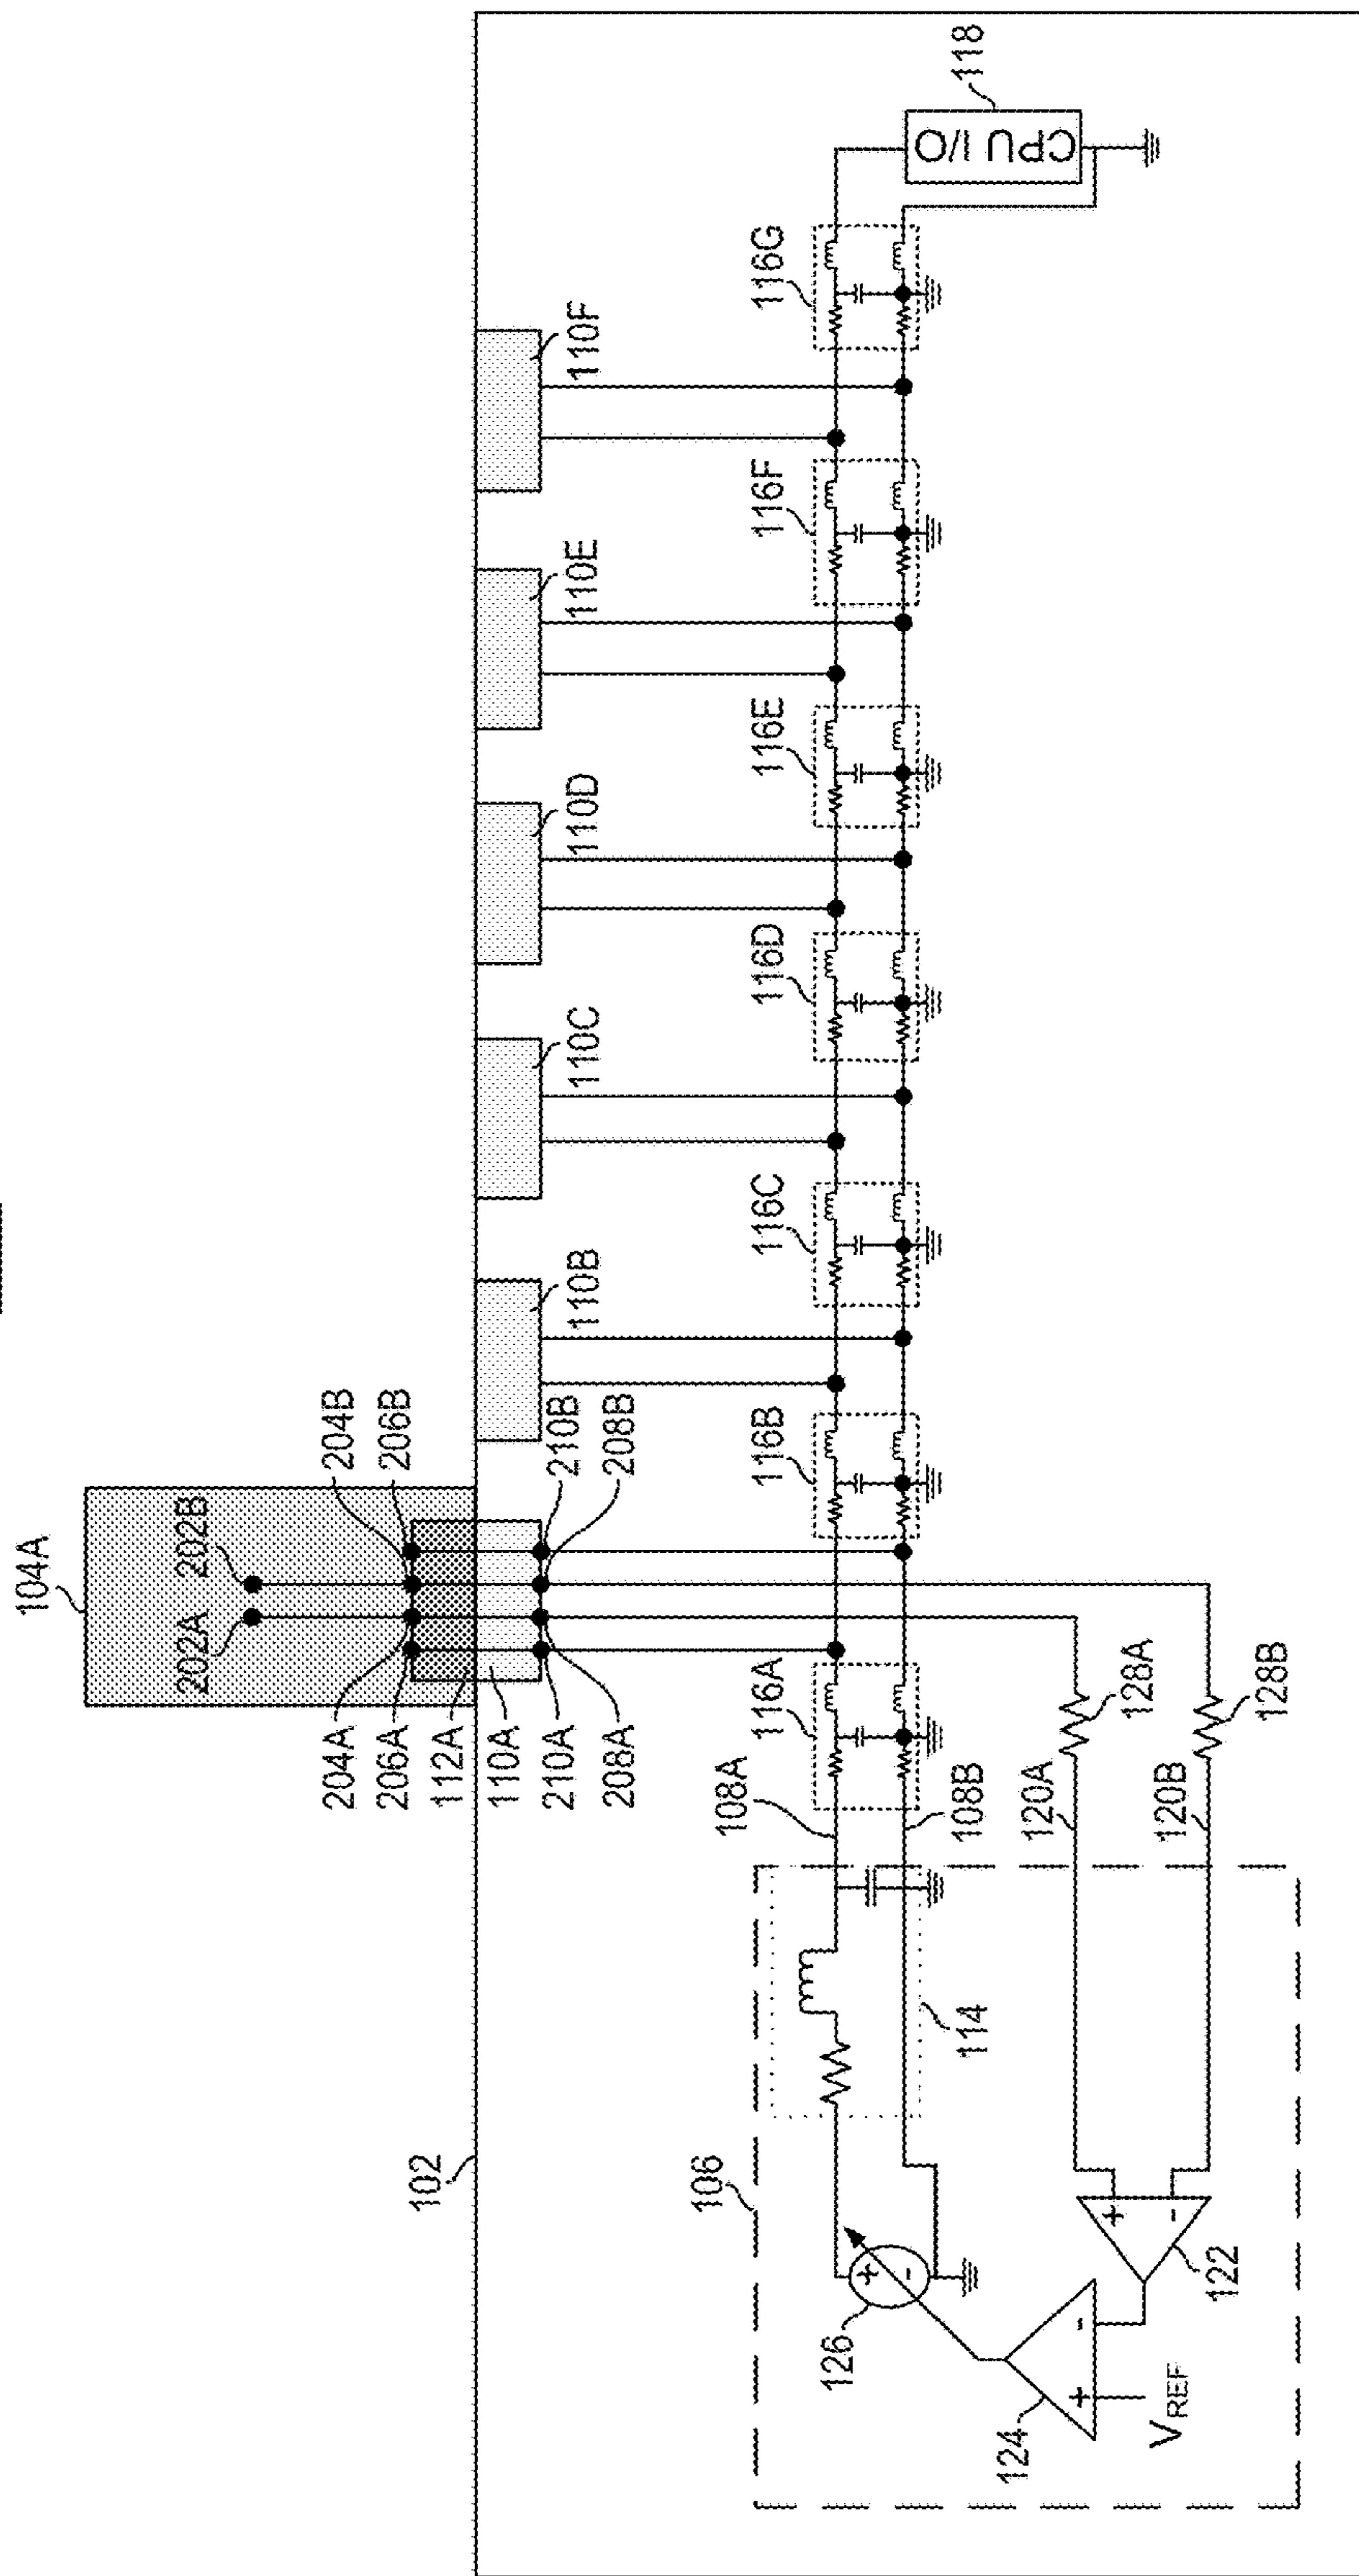 104A
202A
202B
204B
206B
204A
206A
112A
110A
210A
208A
210B
208B
110B
110C
110D
110E
110F
102
106
108A
116A
116B
116C
116D
116E
116F
116G
118
CPU I/O
108B
114
126
+
-
124
+
-
VREF
122
+
-
120A
128A
120B
128B